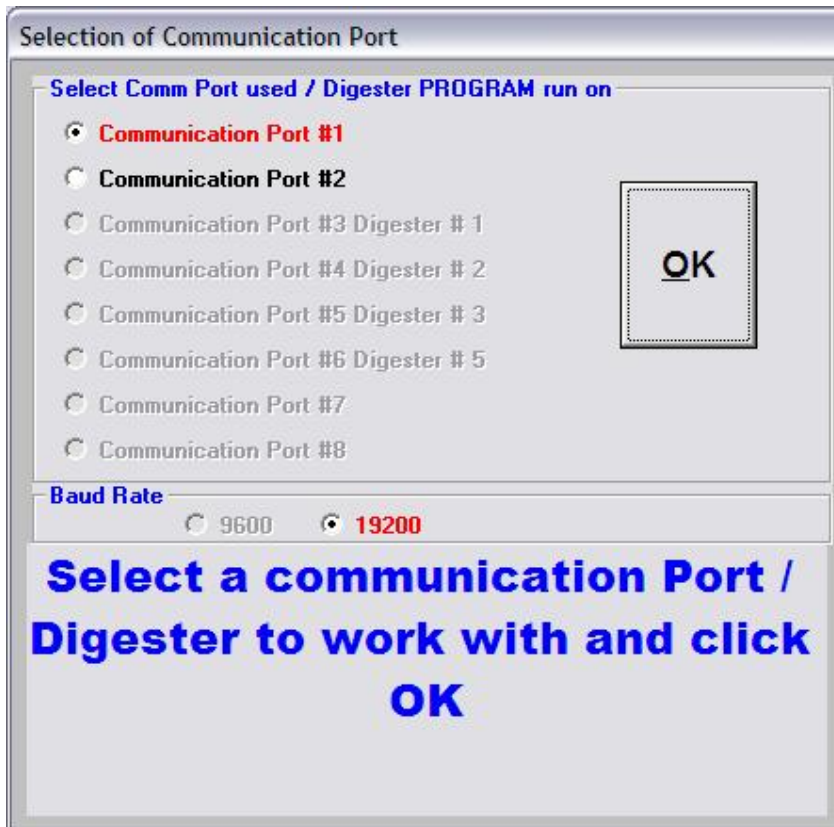 Selection of Communication Port
Select Comm Port used / Digester PROGRAM run on
Communication Port #1
Communication Port #2
Communication Port #3 Digester # 1
Communication Port #4 Digester # 2
Communication Port #5 Digester # 3
Communication Port #6 Digester # 5
Communication Port #7
Communication Port #8
OK
Baud Rate
9600 19200
Select a communication Port /
Digester to work with and click
OK